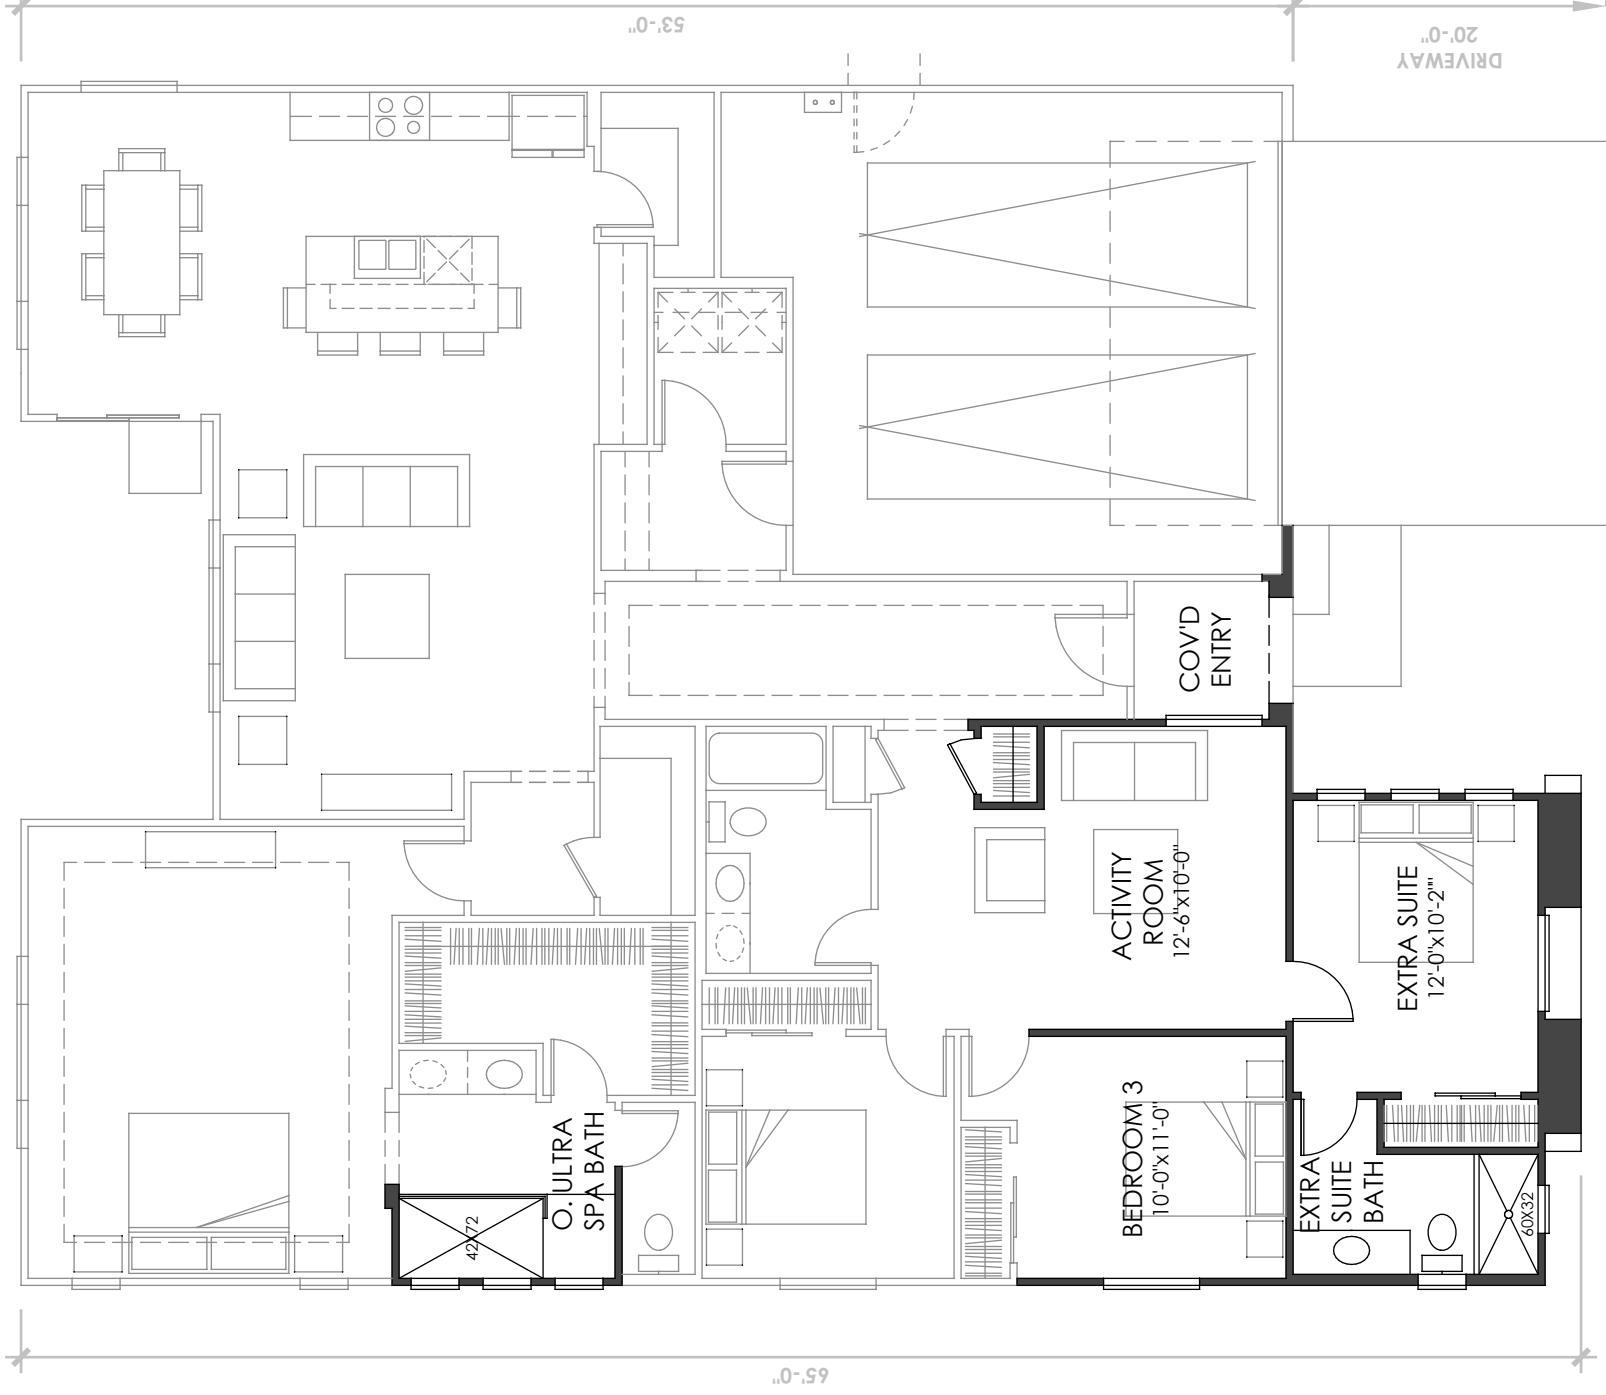 53'-0"
20'-0"
DRIVEWAY
COV'D
ENTRY
ACTIVITY
ROOM
12'-6"x10'-0"
EXTRA SUITE
12'-0"x10'-2""
BEDROOM 3
10'-0"x11'-0"
O. ULTRA
SPA BATH
42X72
EXTRA
SUITE
BATH
60X32
65'-0"